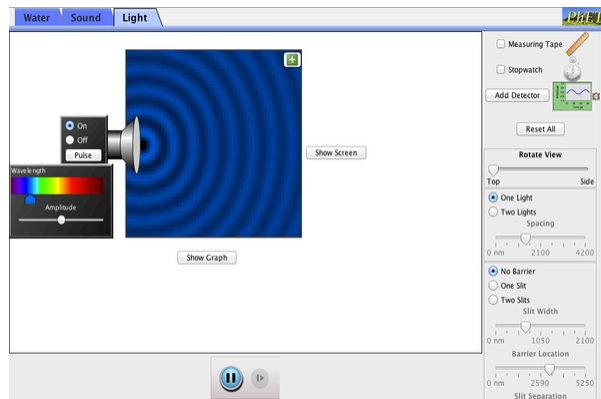 Water Sound Light
PhET
Measuring Tape
Stopwatch
Add Detector
Reset All
Rotate View
Top Side
One Light
Two Lights
Spacing
0 nm 2100 4200
No Barrier
One Slit
Two Slits
Slit Width
0 nm 1050 2100
Barrier Location
0 nm 2590 5250
Slit Separation
On
Off
Pulse
Wavelength
Amplitude
Show Screen
Show Graph